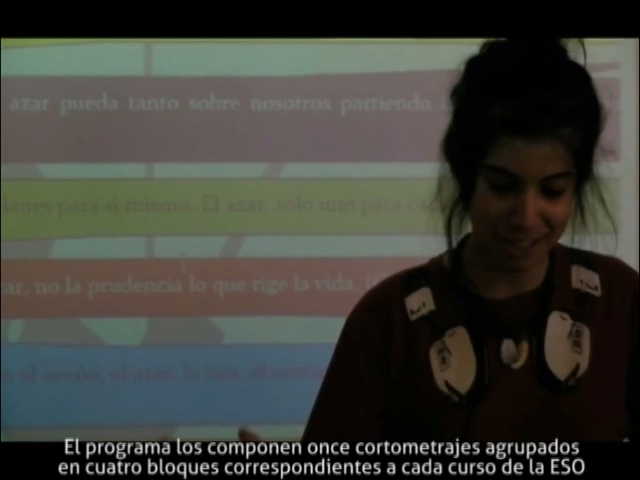 azar pueda tanto sobre nosotros partiendo
planes para sí mismo. El azar, solo uno para
no la prudencia lo que rige la vida.
el azar, la
El programa los componen once cortometrajes agrupados
en cuatro bloques correspondientes a cada curso de la ESO